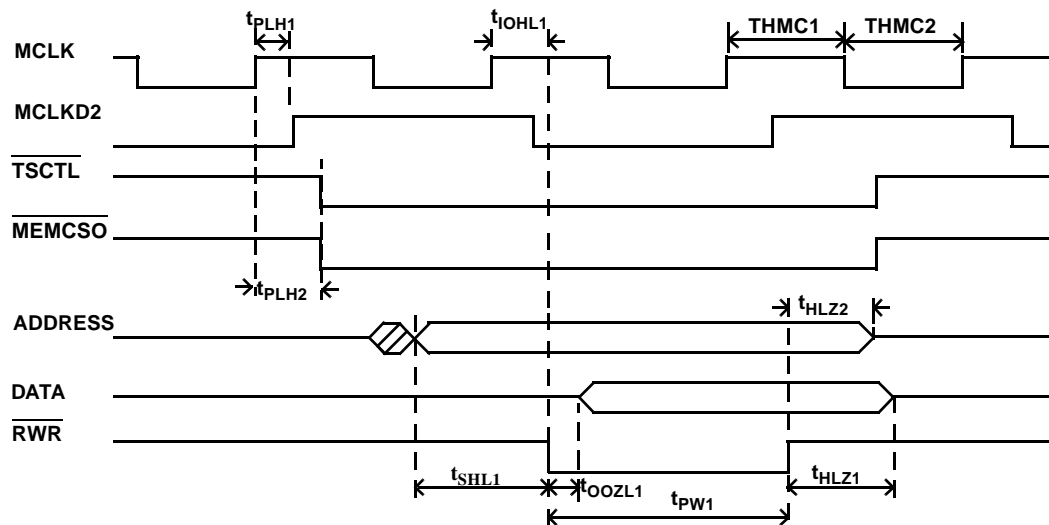 tPLH1
tIOHL1
THMC1
THMC2
MCLK
MCLKD2
TSCTL
MEMCSO
tPLH2
ADDRESS
tHLZ2
DATA
RWR
tSHL1
tOOZL1
tHLZ1
tPW1